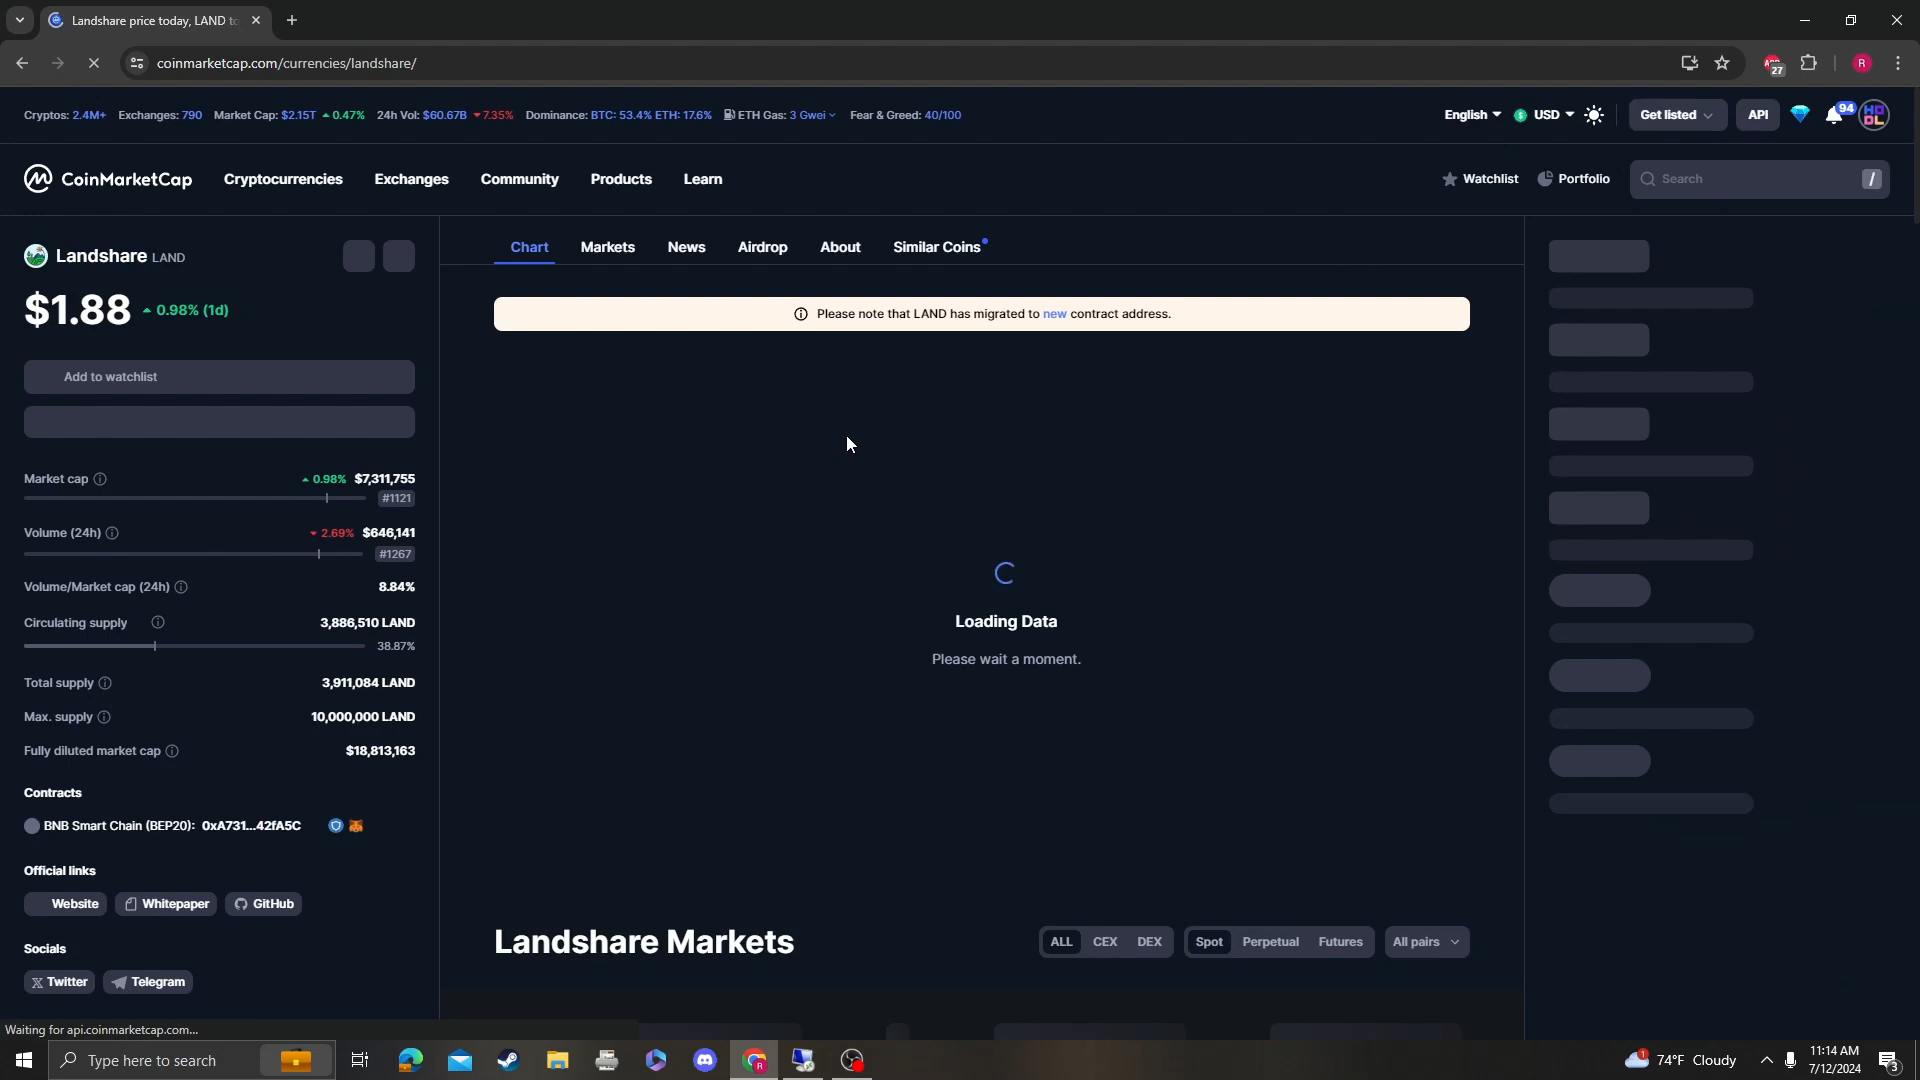 Landshare price today, LAND to
coinmarketcap.com/currencies/landshare/
27
R
Cryptos: 2.4M+ Exchanges: 790 Market Cap: $2.15T 0.47% 24h Vol: $60.67B 7.35% Dominance: BTC: 53.4% ETH: 17.6% ETH Gas: 3 Gwei Fear & Greed: 40/100
English USD Get listed API 94
HODL
CoinMarketCap Cryptocurrencies Exchanges Community Products Learn
Watchlist Portfolio Search /
Landshare LAND
Chart Markets News Airdrop About Similar Coins
$1.88 0.98% (1d)
Please note that LAND has migrated to new contract address.
Add to watchlist
Market cap 0.98% $7,311,755
#1121
Volume (24h) 2.69% $646,141
#1267
Volume/Market cap (24h) 8.84%
Circulating supply 3,886,510 LAND
38.87%
Total supply 3,911,084 LAND
Max. supply 10,000,000 LAND
Fully diluted market cap $18,813,163
Loading Data
Please wait a moment.
Contracts
BNB Smart Chain (BEP20): 0xA731...42fA5C
Official links
Website Whitepaper GitHub
Socials
Twitter Telegram
Landshare Markets
ALL CEX DEX Spot Perpetual Futures All pairs
Waiting for api.coinmarketcap.com...
Type here to search
R
1
74°F Cloudy
11:14 AM
7/12/2024
3